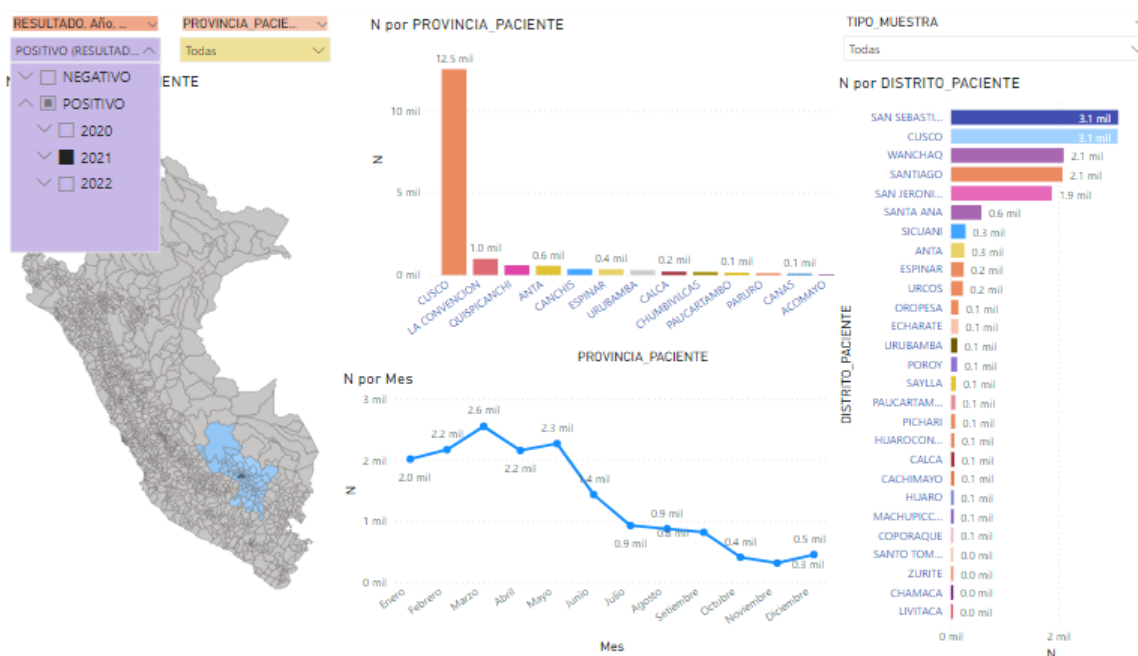 RESULTADO, Año, ...
PROVINCIA_PACIE...
POSITIVO (RESULTAD...
Todas
NEGATIVO
POSITIVO
2020
2021
2022
N
ENTE
N por PROVINCIA_PACIENTE
12.5 mil
10 mil
5 mil
0 mil
N
1.0 mil
0.6 mil
0.4 mil
0.2 mil
0.1 mil
0.1 mil
CUSCO
LA CONVENCION
QUISPICANCHI
ANTA
CANCHIS
ESPINAR
URUBAMBA
CALCA
CHUMBIVILCAS
PAUCARTAMBO
PARURO
CANAS
ACOMAYO
PROVINCIA_PACIENTE
N por Mes
3 mil
2 mil
1 mil
0 mil
N
2.0 mil
2.2 mil
2.6 mil
2.2 mil
2.3 mil
1.4 mil
0.9 mil
0.9 mil
0.8 mil
0.4 mil
0.3 mil
0.5 mil
Enero
Febrero
Marzo
Abril
Mayo
Junio
Julio
Agosto
Setiembre
Octubre
Noviembre
Diciembre
Mes
TIPO_MUESTRA
Todas
N por DISTRITO_PACIENTE
DISTRITO_PACIENTE
SAN SEBASTI... 3.1 mil
CUSCO 3.1 mil
WANCHAQ 2.1 mil
SANTIAGO 2.1 mil
SAN JERONI... 1.9 mil
SANTA ANA 0.6 mil
SICUANI 0.3 mil
ANTA 0.3 mil
ESPINAR 0.2 mil
URCOS 0.2 mil
OROPESA 0.1 mil
ECHARATE 0.1 mil
URUBAMBA 0.1 mil
POROY 0.1 mil
SAYLLA 0.1 mil
PAUCARTAM... 0.1 mil
PICHARI 0.1 mil
HUAROCON... 0.1 mil
CALCA 0.1 mil
CACHIMAYO 0.1 mil
HUARO 0.1 mil
MACHUPICC... 0.1 mil
COPORAQUE 0.1 mil
SANTO TOM... 0.0 mil
ZURITE 0.0 mil
CHAMACA 0.0 mil
LIVITACA 0.0 mil
0 mil
2 mil
N